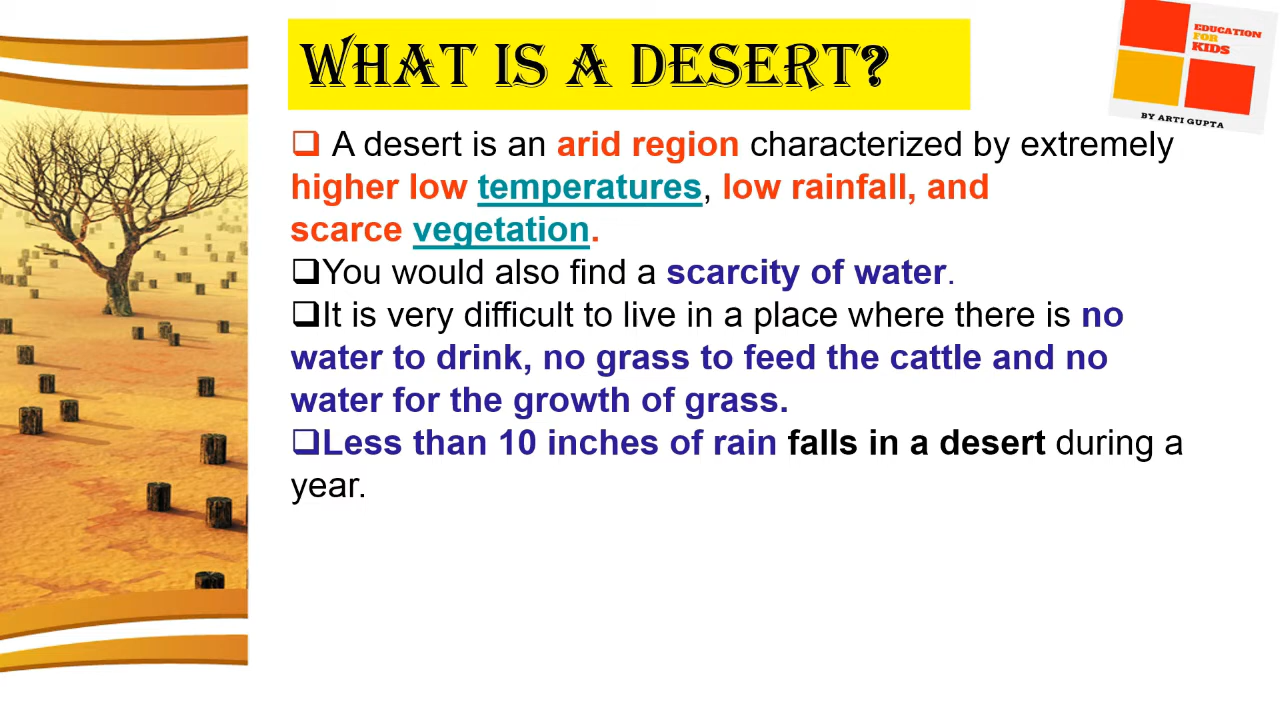 WHAT IS A DESERT?
EDUCATION
FOR
KIDS
BY ARTI GUPTA
❑ A desert is an arid region characterized by extremely
higher low temperatures, low rainfall, and
scarce vegetation.
❑You would also find a scarcity of water.
❑It is very difficult to live in a place where there is no
water to drink, no grass to feed the cattle and no
water for the growth of grass.
❑Less than 10 inches of rain falls in a desert during a
year.